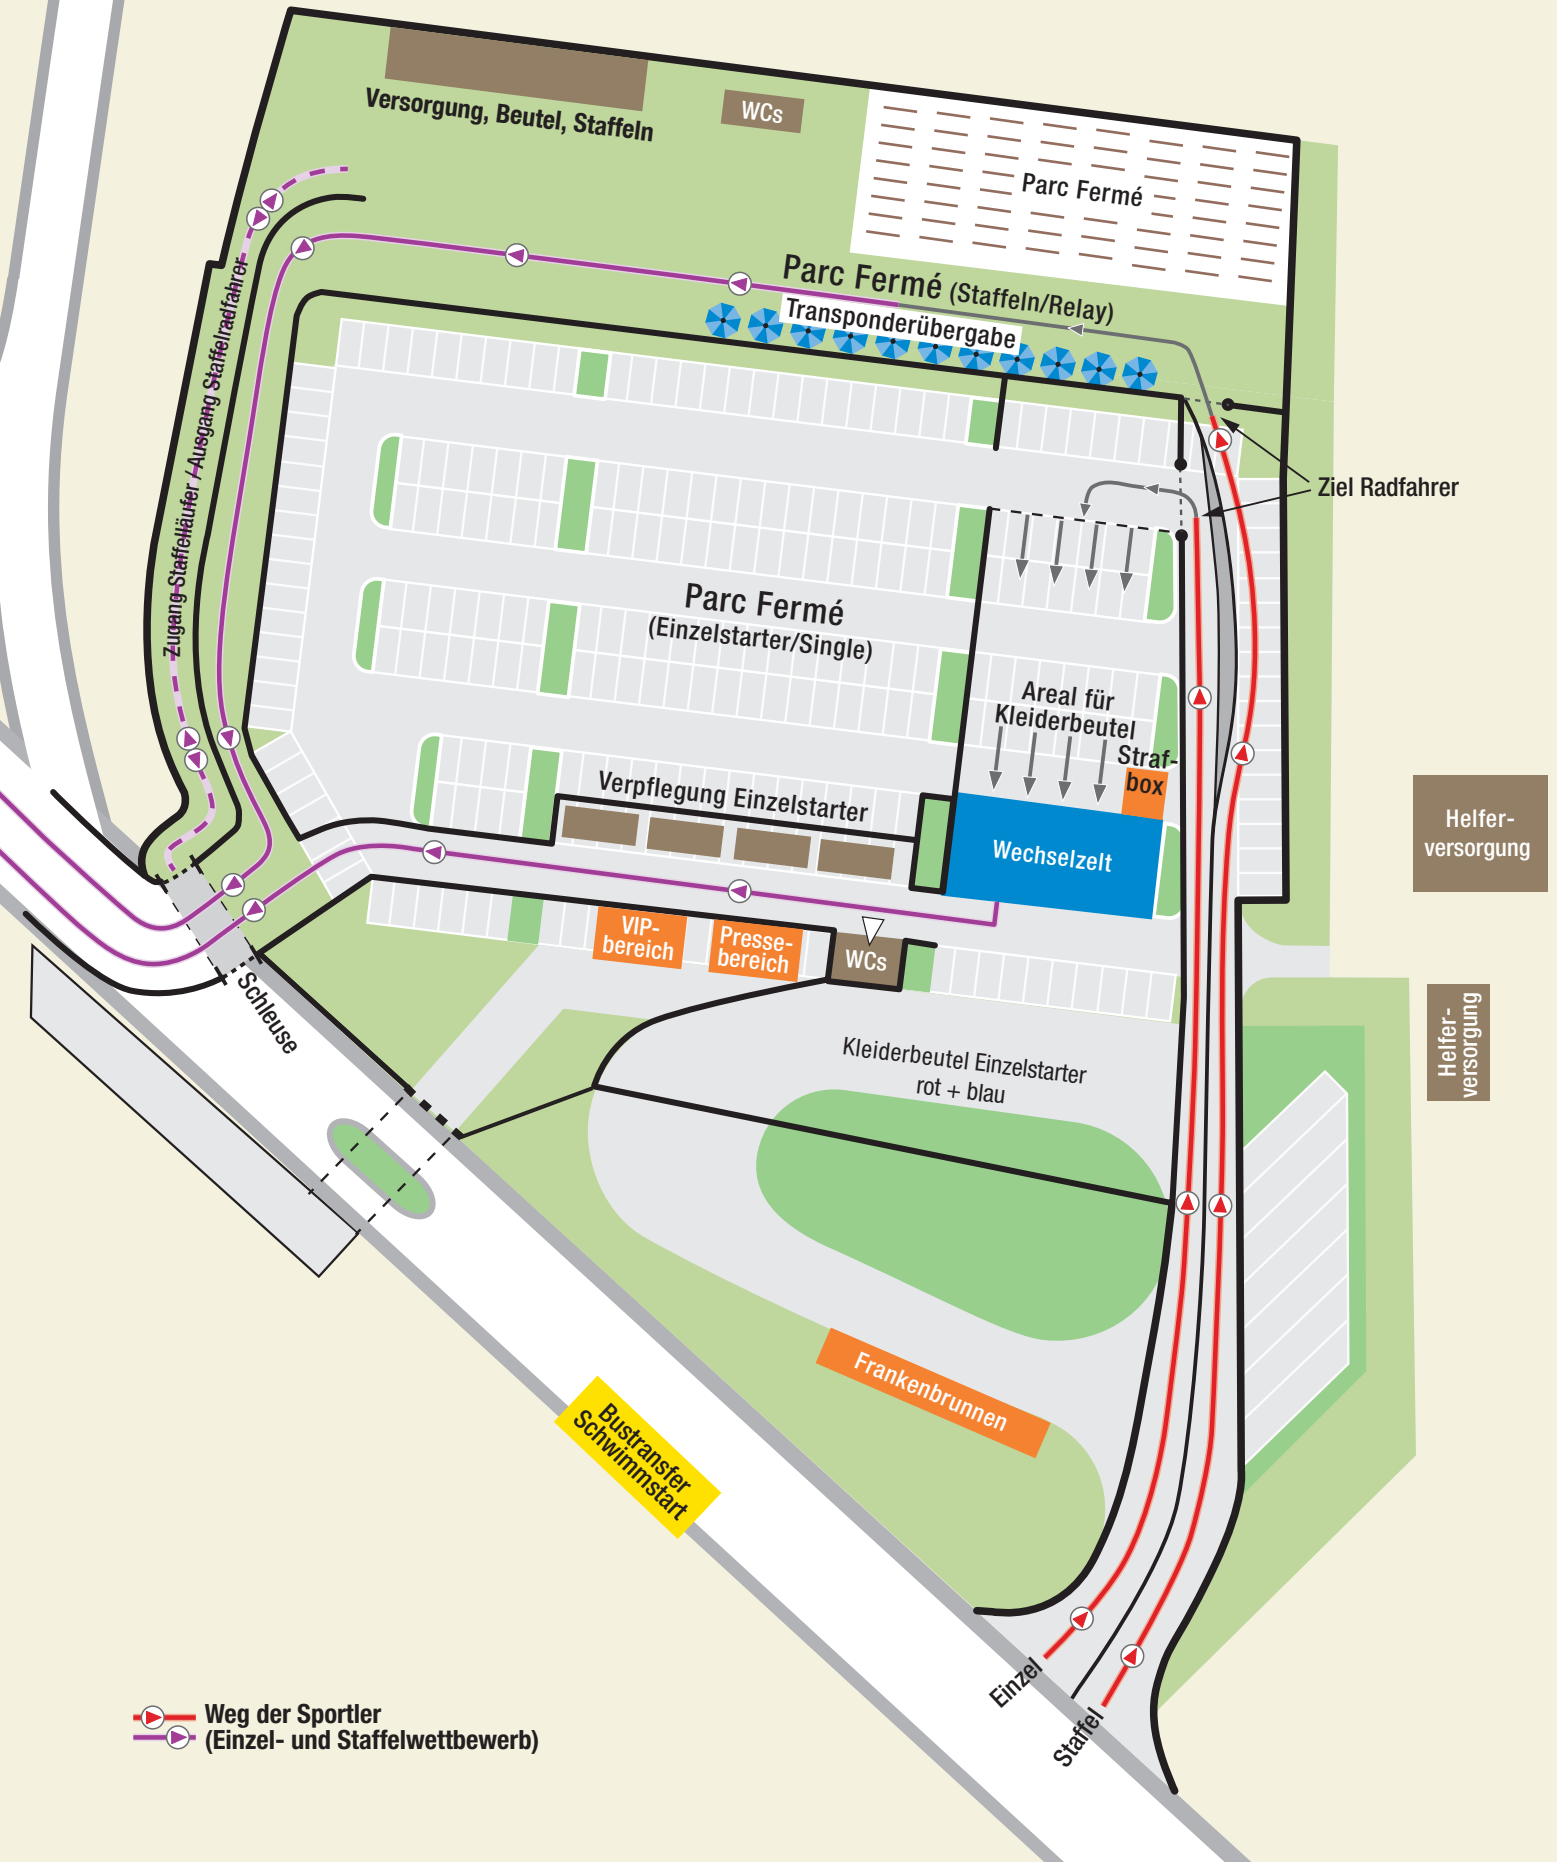 Versorgung, Beutel, Staffeln
WCs
Parc Fermé
Parc Fermé (Staffeln/Relay)
Transponderübergabe
Zugang Staffelläufer / Ausgang Staffelradfahrer
Ziel Radfahrer
Parc Fermé
(Einzelstarter/Single)
Areal für
Kleiderbeutel
Straf-
box
Verpflegung Einzelstarter
Wechselzelt
Helfer-
versorgung
VIP-
bereich
Presse-
bereich
WCs
Schleuse
Helfer-
versorgung
Kleiderbeutel Einzelstarter
rot + blau
Frankenbrunnen
Bustransfer
Schwimmstart
Einzel
Staffel
Weg der Sportler
(Einzel- und Staffelwettbewerb)